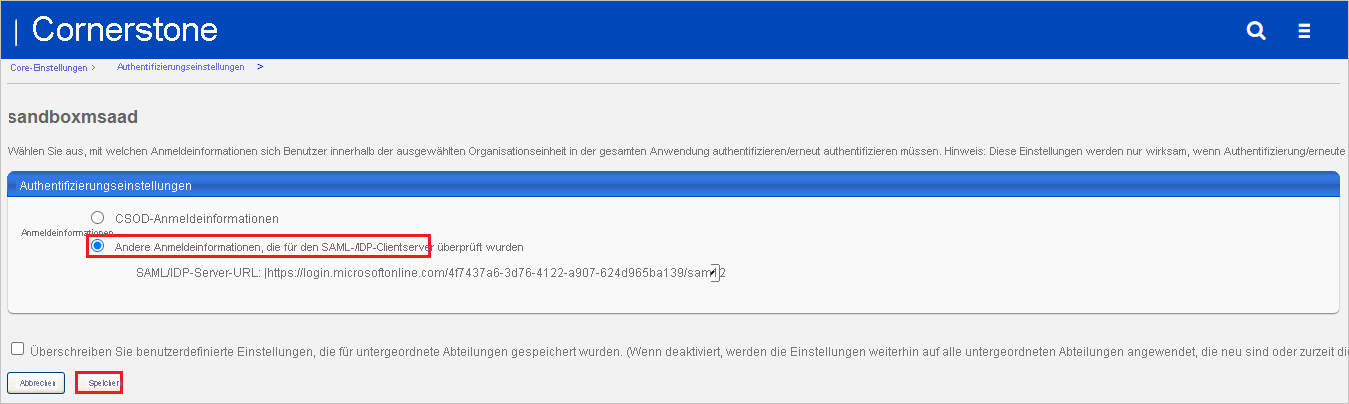 | Cornerstone
Core-Einstellungen > Authentifizierungseinstellungen >
sandboxmsaad
Wählen Sie aus, mit welchen Anmeldeinformationen sich Benutzer innerhalb der ausgewählten Organisationseinheit in der gesamten Anwendung authentifizieren/erneut authentifizieren müssen. Hinweis: Diese Einstellungen werden nur wirksam, wenn Authentifizierung/erneute
Authentifizierungseinstellungen
CSOD-Anmeldeinformationen
Anmeldeinformationen
Andere Anmeldeinformationen, die für den SAML-/IDP-Clientserver überprüft wurden
SAML/IDP-Server-URL: |https://login.microsoftonline.com/4f7437a6-3d76-4122-a907-624d965ba139/saml2
Überschreiben Sie benutzerdefinierte Einstellungen, die für untergeordnete Abteilungen gespeichert wurden. (Wenn deaktiviert, werden die Einstellungen weiterhin auf alle untergeordneten Abteilungen angewendet, die neu sind oder zurzeit di
Abbrechen Speicher